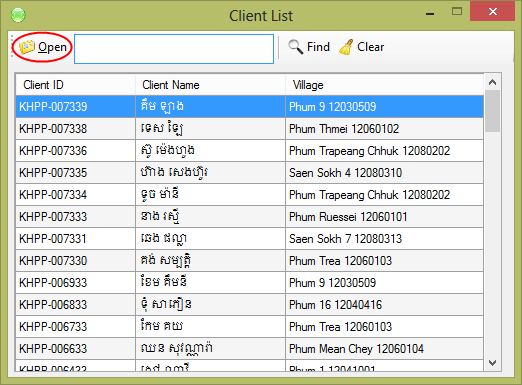 Client List
Open Find Clear
Client ID Client Name Village
KHPP-007339 គឹម ឡាង Phum 9 12030509
KHPP-007338 ទេស ឡៃ Phum Thmei 12060102
KHPP-007336 ស៊ូ ម៉េងហួង Phum Trapeang Chhuk 12080202
KHPP-007335 ហ៊ាង សេងហ៊ួរ Saen Sokh 4 12080310
KHPP-007334 ទូច ម៉ានី Phum Trapeang Chhuk 12080202
KHPP-007333 នាង រស្មី Phum Ruessei 12060101
KHPP-007331 ឆេង ផល្លា Saen Sokh 7 12080313
KHPP-007330 គង់ សម្បត្តិ Phum Trea 12060103
KHPP-006933 ខែម គឹមនី Phum 9 12030509
KHPP-006833 ទុំ សាភឿន Phum 16 12040416
KHPP-006733 កែម គយ Phum Trea 12060103
KHPP-006633 ឈន សុវណ្ណារ៉ា Phum Mean Chey 12060104
KHPP-006433 Phum 1 12041001